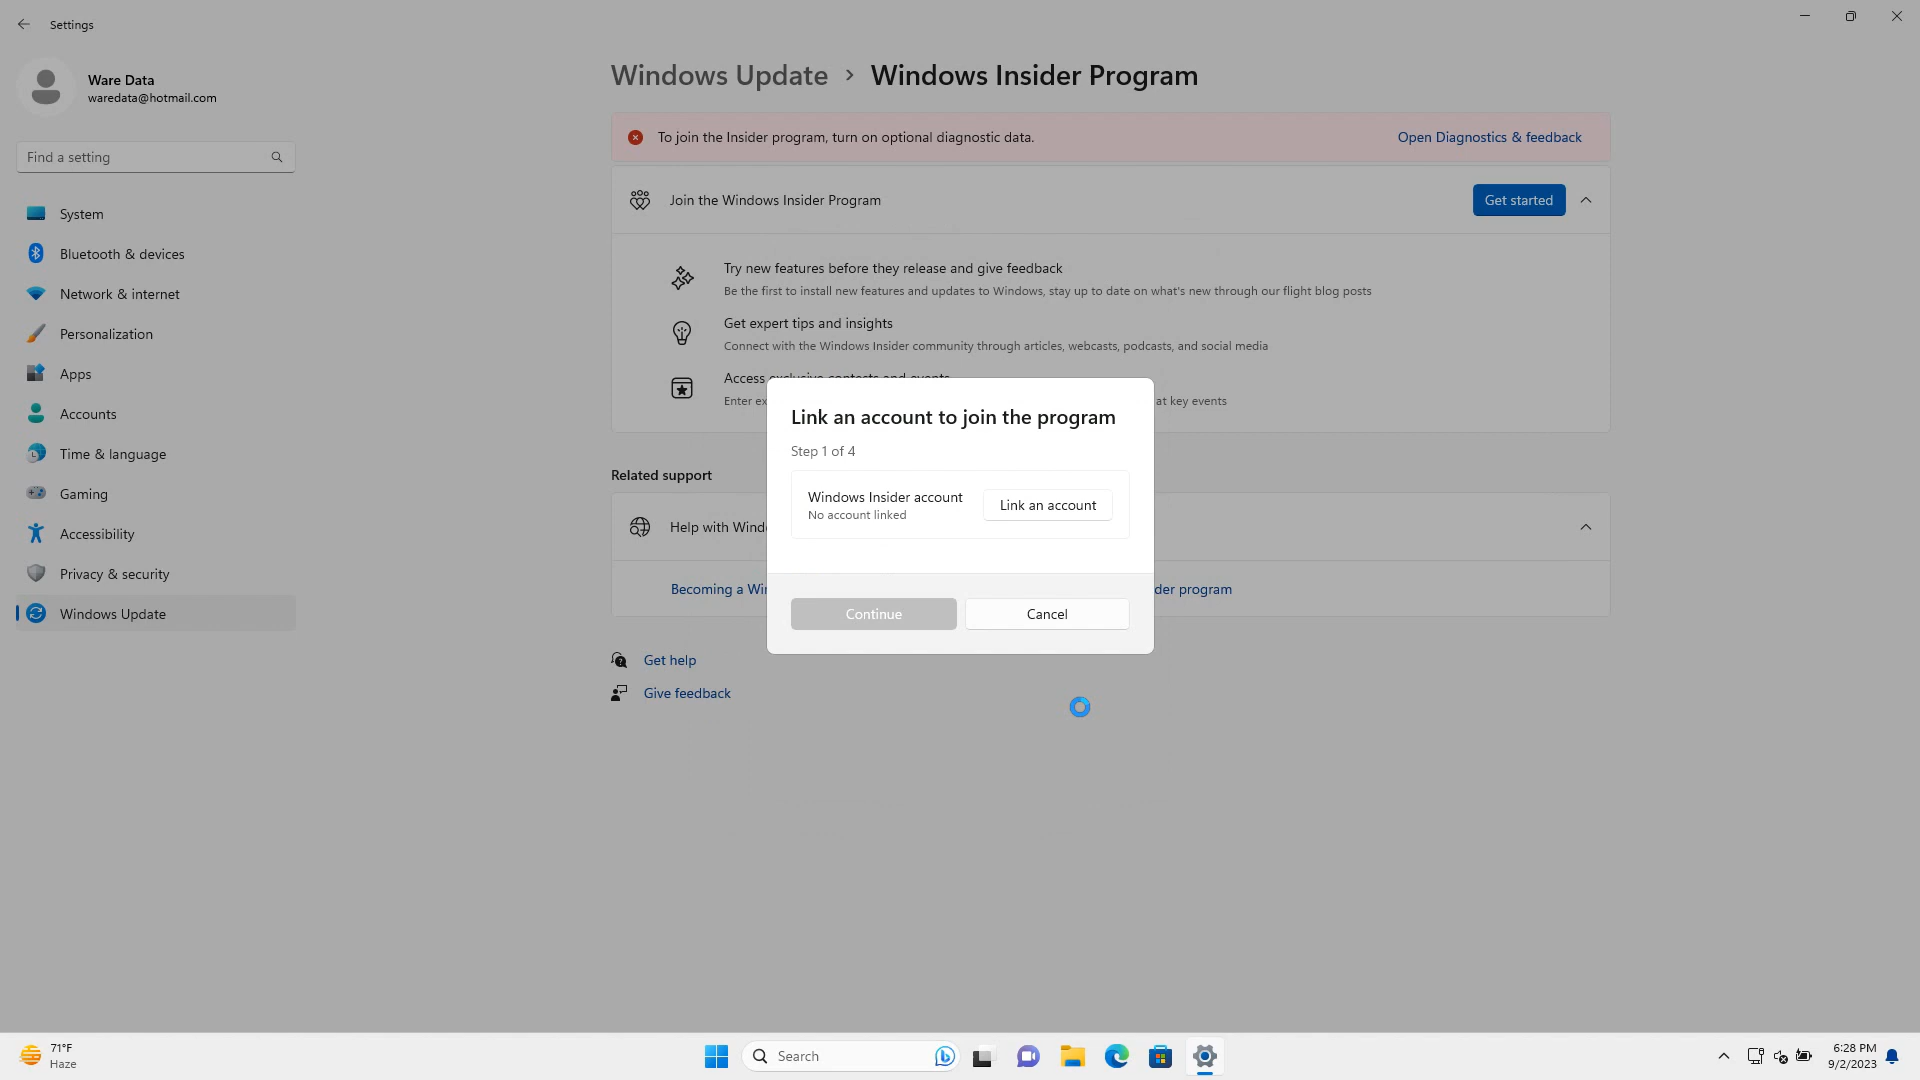 Settings
Ware Data
waredata@hotmail.com
Find a setting
System
Bluetooth & devices
Network & internet
Personalization
Apps
Accounts
Time & language
Gaming
Accessibility
Privacy & security
Windows Update
Windows Update > Windows Insider Program
To join the Insider program, turn on optional diagnostic data.
Open Diagnostics & feedback
Join the Windows Insider Program
Get started
Try new features before they release and give feedback
Be the first to install new features and updates to Windows, stay up to date on what's new through our flight blog posts
Get expert tips and insights
Connect with the Windows Insider community through articles, webcasts, podcasts, and social media
Access exclusive contests and events
Enter at key events
Related support
Help with
Becoming a program
Get help
Give feedback
Link an account to join the program
Step 1 of 4
Windows Insider account
No account linked
Link an account
Continue
Cancel
71°F
Haze
Search
6:28 PM
9/2/2023